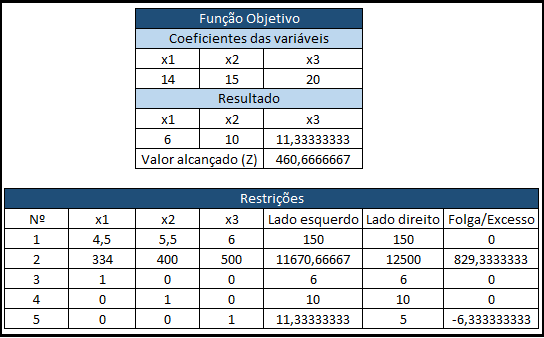 Função Objetivo
Coeficientes das variáveis
x1 x2 x3
14 15 20
Resultado
x1 x2 x3
6 10 11,33333333
Valor alcançado (Z) 460,6666667
Restrições
Nº x1 x2 x3 Lado esquerdo Lado direito Folga/Excesso
1 4,5 5,5 6 150 150 0
2 334 400 500 11670,66667 12500 829,3333333
3 1 0 0 6 6 0
4 0 1 0 10 10 0
5 0 0 1 11,33333333 5 -6,333333333